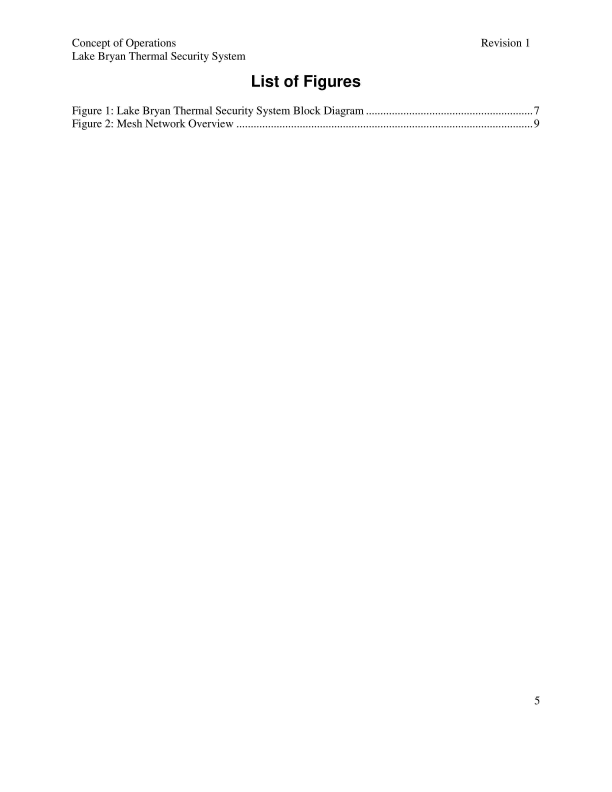 Concept of Operations Revision 1
Lake Bryan Thermal Security System
List of Figures
Figure 1: Lake Bryan Thermal Security System Block Diagram ..........................................................7
Figure 2: Mesh Network Overview .......................................................................................................9
5